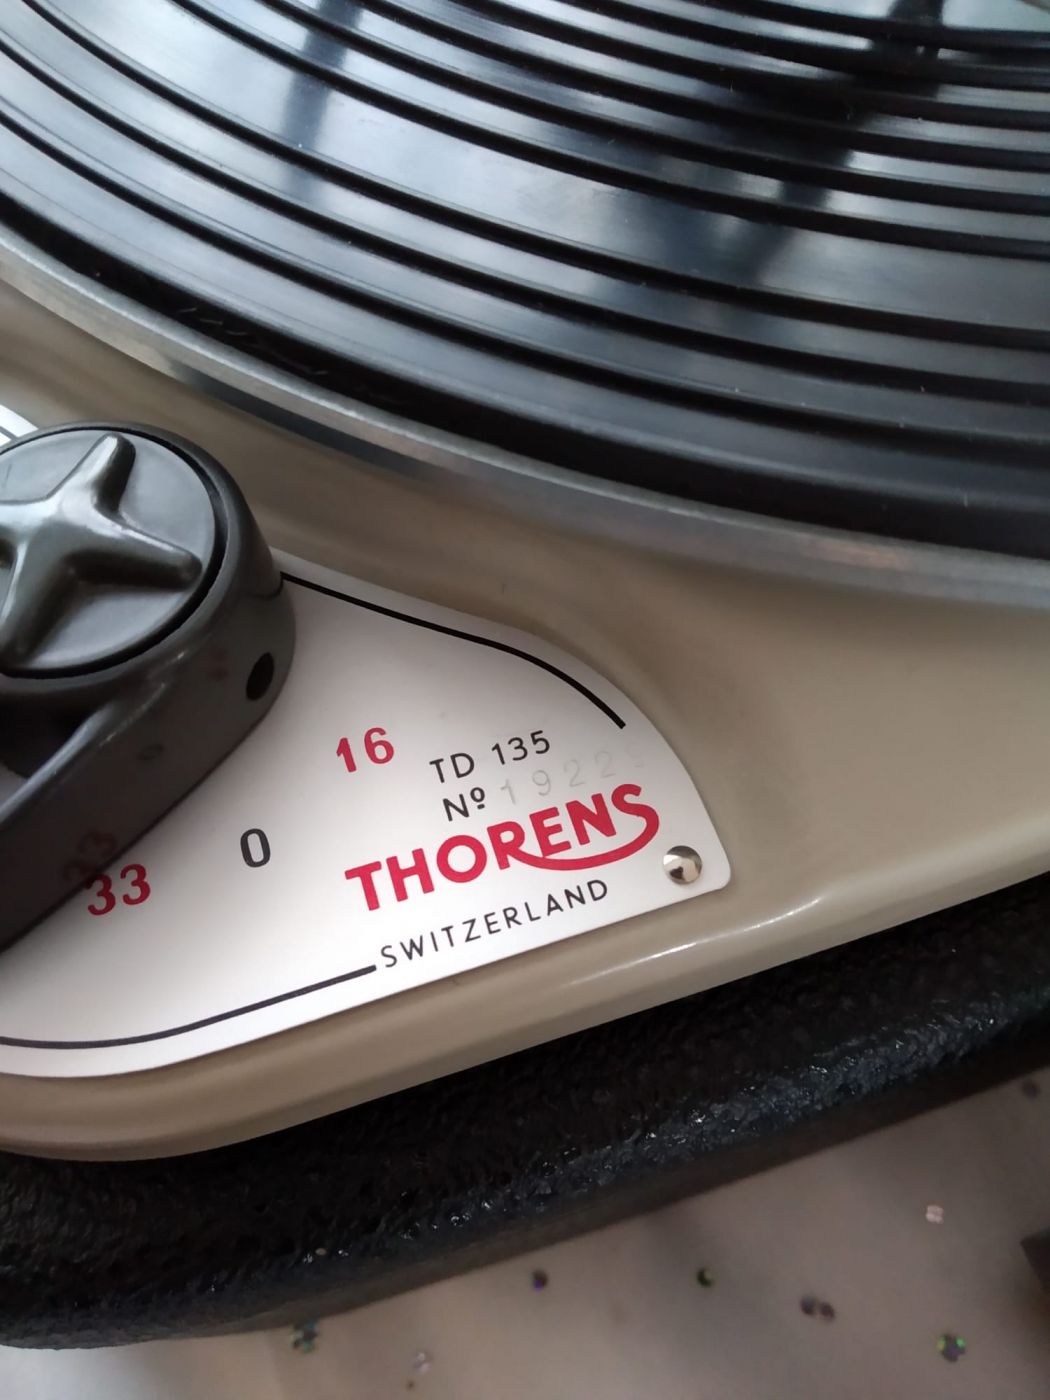 16 TD 135
Nº 1922
0
THORENS
33
SWITZERLAND